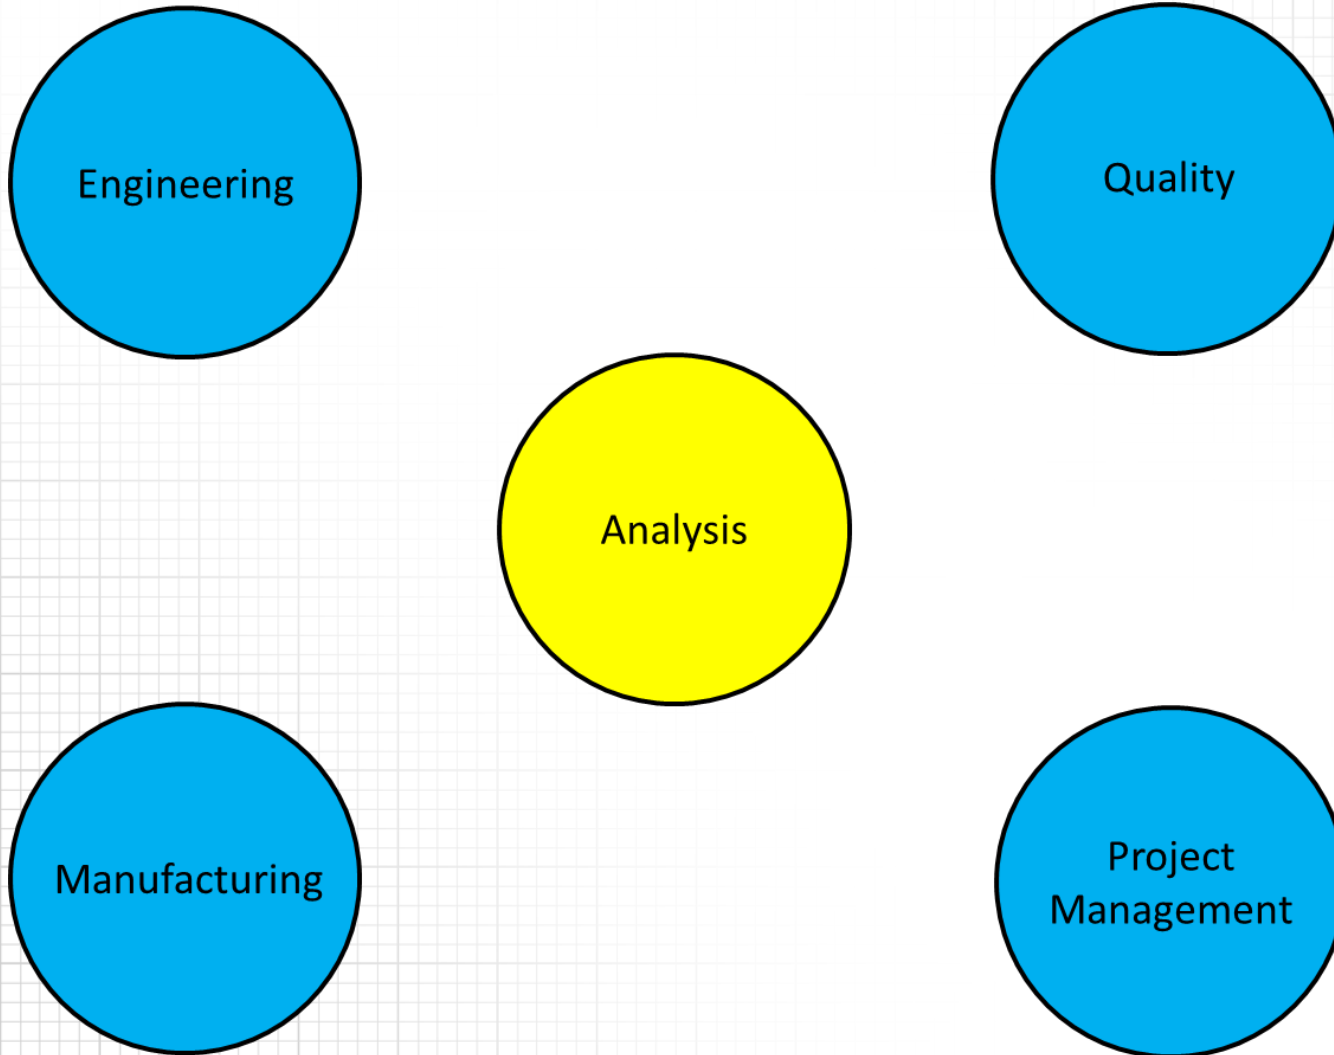 Engineering
Quality
Analysis
Manufacturing
Project
Management